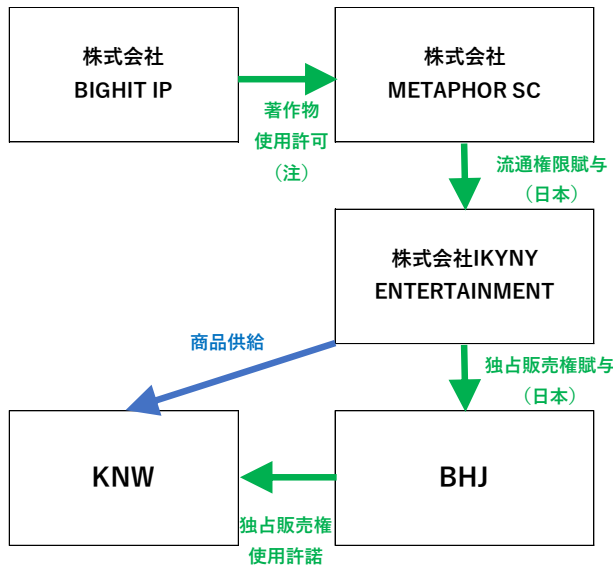 株式会社
BIGHIT IP
著作物
使用許可
（注）
株式会社
METAPHOR SC
流通権限賦与
（日本）
株式会社IKYNY
ENTERTAINMENT
商品供給
独占販売権賦与
（日本）
KNW
BHJ
独占販売権
使用許諾